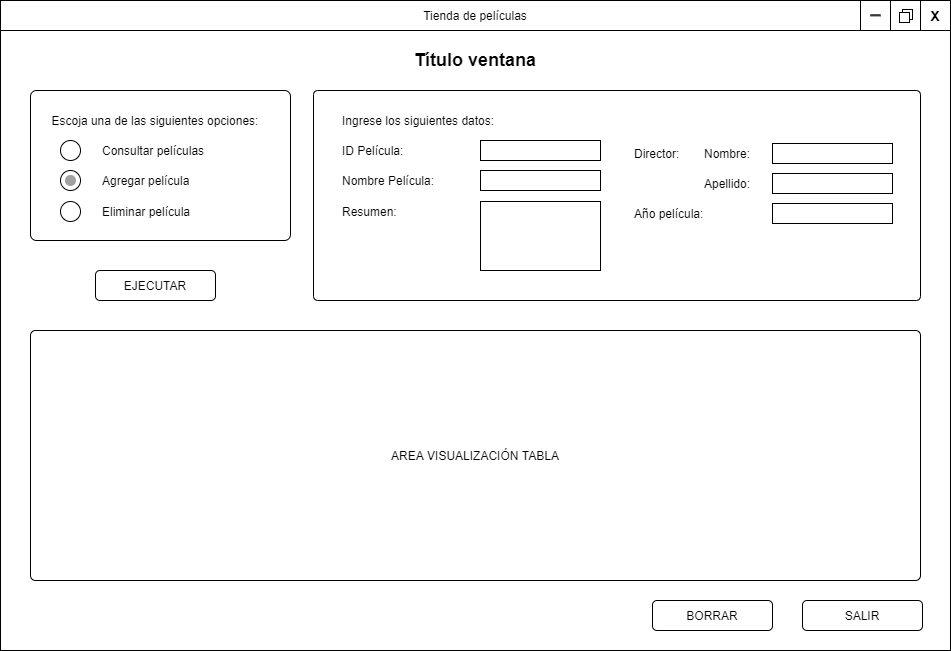 Tienda de películas
X
Título ventana
Escoja una de las siguientes opciones:
Consultar películas
Agregar película
Eliminar película
EJECUTAR
Ingrese los siguientes datos:
ID Película:
Nombre Película:
Resumen:
Director: Nombre:
Apellido:
Año película:
AREA VISUALIZACIÓN TABLA
BORRAR
SALIR